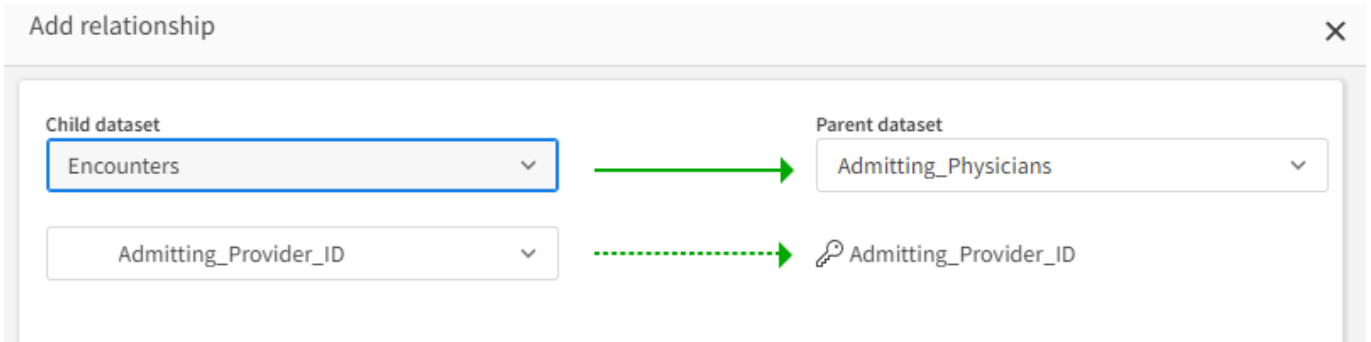 Add relationship
Child dataset
Parent dataset
Encounters
Admitting_Physicians
Admitting_Provider_ID
Admitting_Provider_ID